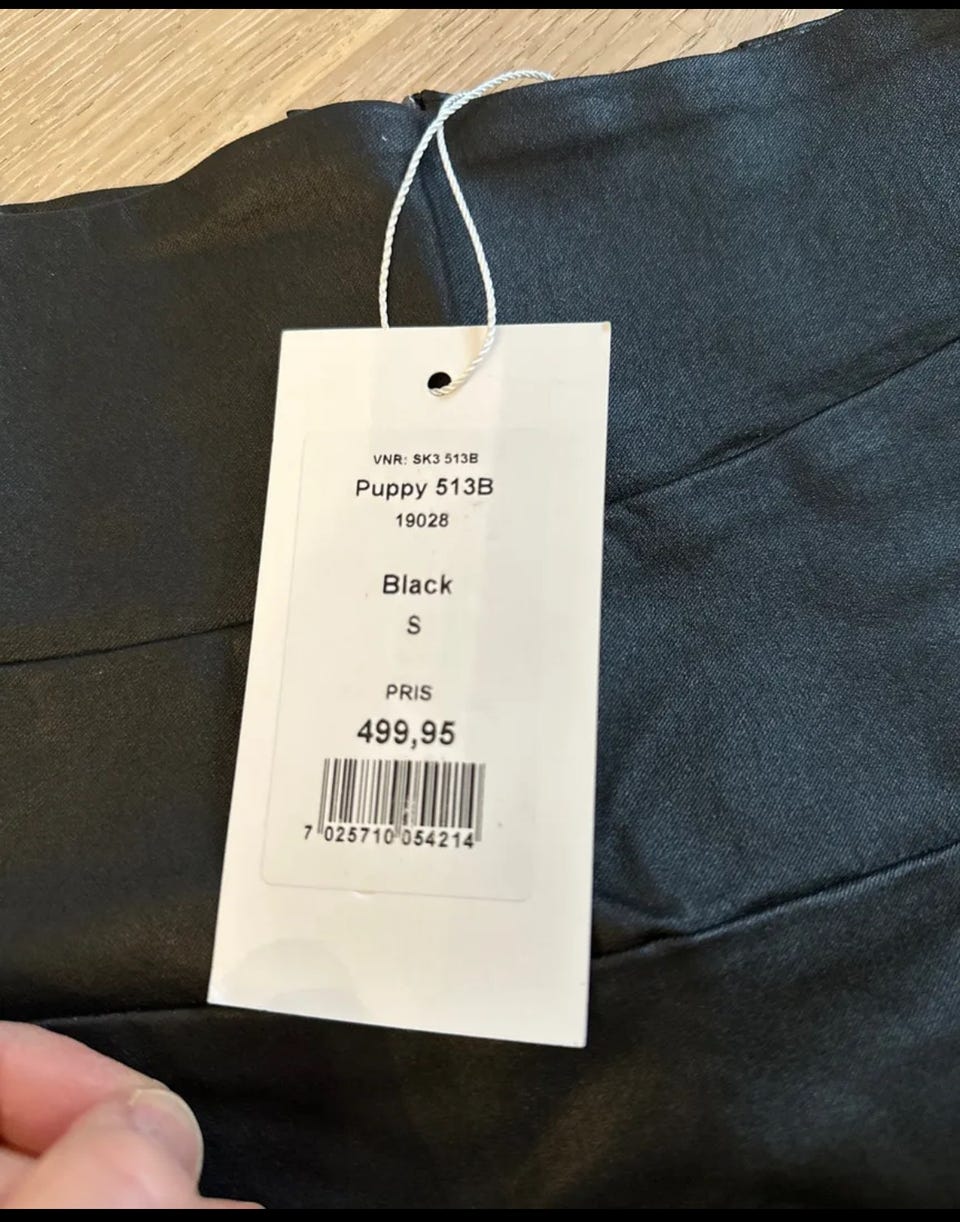 VNR: SK3 513B
Puppy 513B
19028
Black
S
PRIS
499,95
7 025710 054214